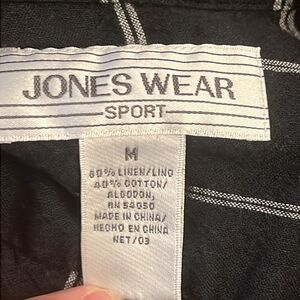 JONES WEAR
SPORT
M
60% LINEN/LINO
40% COTTON/
ALGODON,
RN 54050
MADE IN CHINA/
HECHO EN CHINA
NET/03